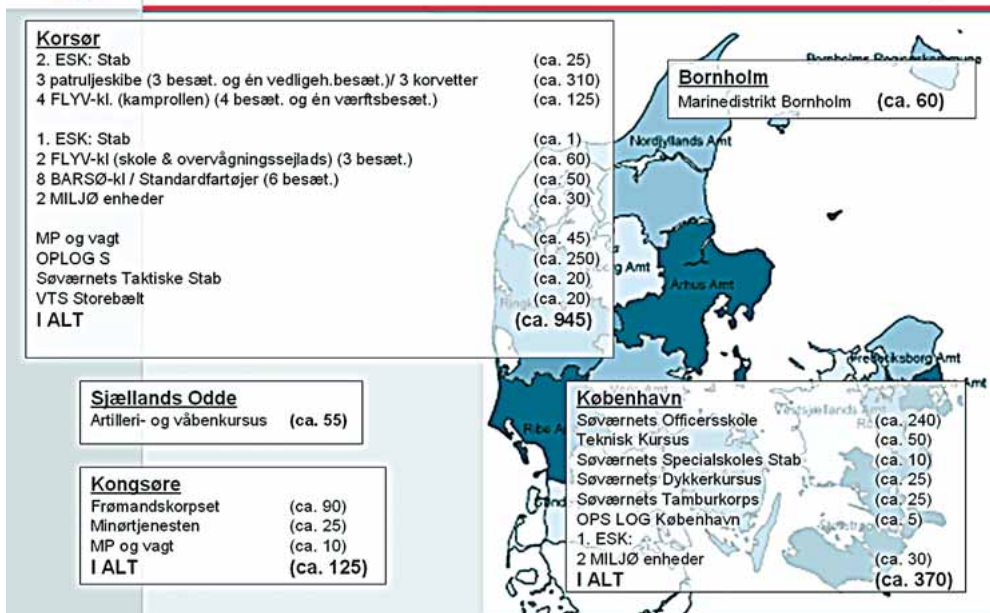 Korsør
2. ESK: Stab (ca. 25)
3 patruljeskibe (3 besæt. og én vedligeh.besæt.)/ 3 korvetter (ca. 310)
4 FLYV-kl. (kamprollen) (4 besæt. og én værftsbesæt.) (ca. 125)
1. ESK: Stab (ca. 1)
2 FLYV-kl (skole & overvågningssejlads) (3 besæt.) (ca. 60)
8 BARSØ-kl / Standardfartøjer (6 besæt.) (ca. 50)
2 MILJØ enheder (ca. 30)
MP og vagt (ca. 45)
OPLOG S (ca. 250)
Søværnets Taktiske Stab (ca. 20)
VTS Storebælt (ca. 20)
I ALT (ca. 945)
Bornholm
Marinedistrikt Bornholm (ca. 60)
Nordjyllands Amt
Amt
Århus Amt
Frederiksborg Amt
Amt
Sjællands Odde
Artilleri- og våbenkursus (ca. 55)
Kongsøre
Frømandskorpset (ca. 90)
Minørtjenesten (ca. 25)
MP og vagt (ca. 10)
I ALT (ca. 125)
Ribe
København
Søværnets Officersskole (ca. 240)
Teknisk Kursus (ca. 50)
Søværnets Specialskoles Stab (ca. 10)
Søværnets Dykkerkursus (ca. 25)
Søværnets Tamburkorps (ca. 25)
OPS LOG København (ca. 5)
1. ESK:
2 MILJØ enheder (ca. 30)
I ALT (ca. 370)
Vestsjællands Amt